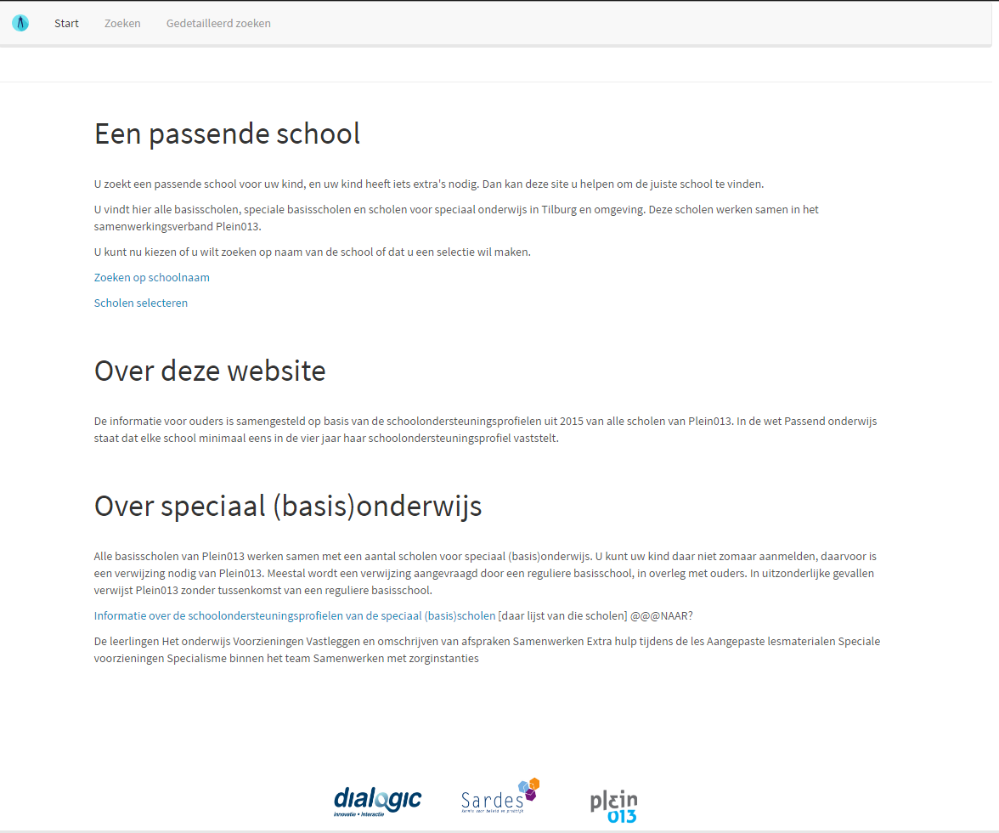 Start Zoeken Gedetailleerd zoeken
Een passende school
U zoekt een passende school voor uw kind, en uw kind heeft iets extra's nodig. Dan kan deze site u helpen om de juiste school te vinden.
U vindt hier alle basisscholen, speciale basisscholen en scholen voor speciaal onderwijs in Tilburg en omgeving. Deze scholen werken samen in het
samenwerkingsverband Plein013.
U kunt nu kiezen of u wilt zoeken op naam van de school of dat u een selectie wil maken.
Zoeken op schoolnaam
Scholen selecteren
Over deze website
De informatie voor ouders is samengesteld op basis van de schoolondersteuningsprofielen uit 2015 van alle scholen van Plein013. In de wet Passend onderwijs
staat dat elke school minimaal eens in de vier jaar haar schoolondersteuningsprofiel vaststelt.
Over speciaal (basis)onderwijs
Alle basisscholen van Plein013 werken samen met een aantal scholen voor speciaal (basis)onderwijs. U kunt uw kind daar niet zomaar aanmelden, daarvoor is
een verwijzing nodig van Plein013. Meestal wordt een verwijzing aangevraagd door een reguliere basisschool, in overleg met ouders. In uitzonderlijke gevallen
verwijst Plein013 zonder tussenkomst van een reguliere basisschool.
Informatie over de schoolondersteuningsprofielen van de speciaal (basis)scholen [daar lijst van die scholen] @@@NAAR?
De leerlingen Het onderwijs Voorzieningen Vastleggen en omschrijven van afspraken Samenwerken Extra hulp tijdens de les Aangepaste lesmaterialen Speciale
voorzieningen Specialisme binnen het team Samenwerken met zorginstanties
dialogic
innovatie • interactie
Sardes
Kennis voor beleid en praktijk
plein
013